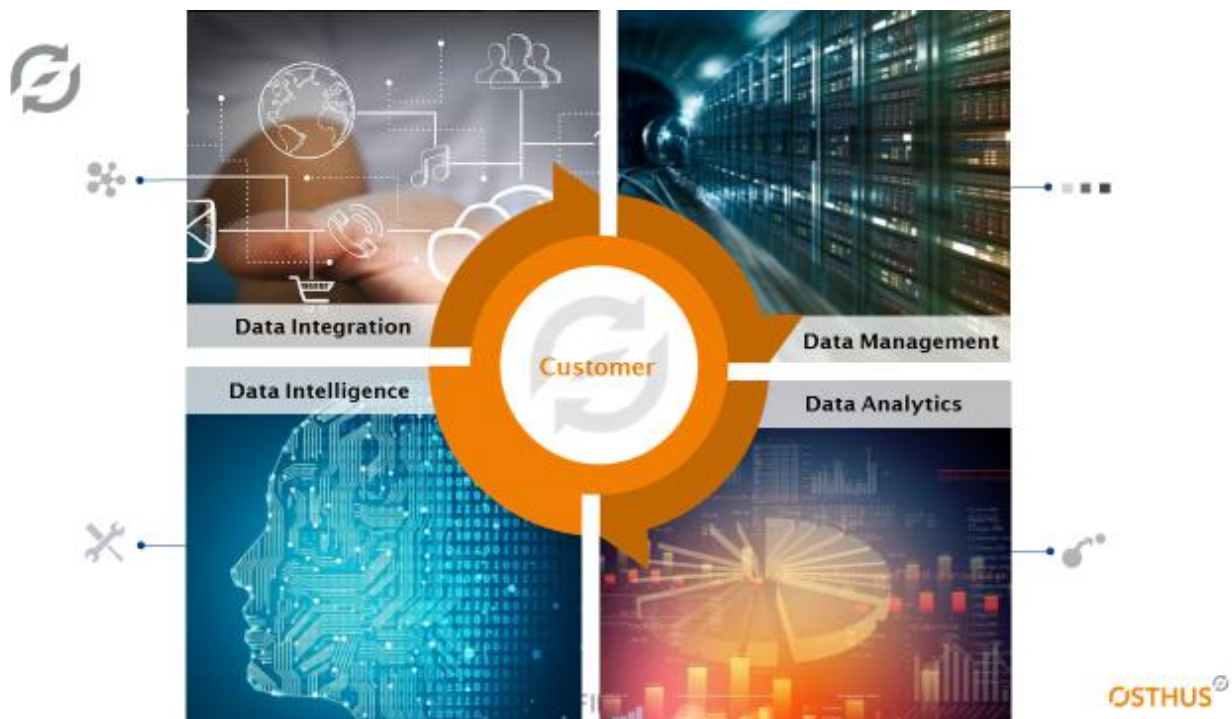 Data Integration
Data Management
Customer
Data Intelligence
Data Analytics
OSTHUS